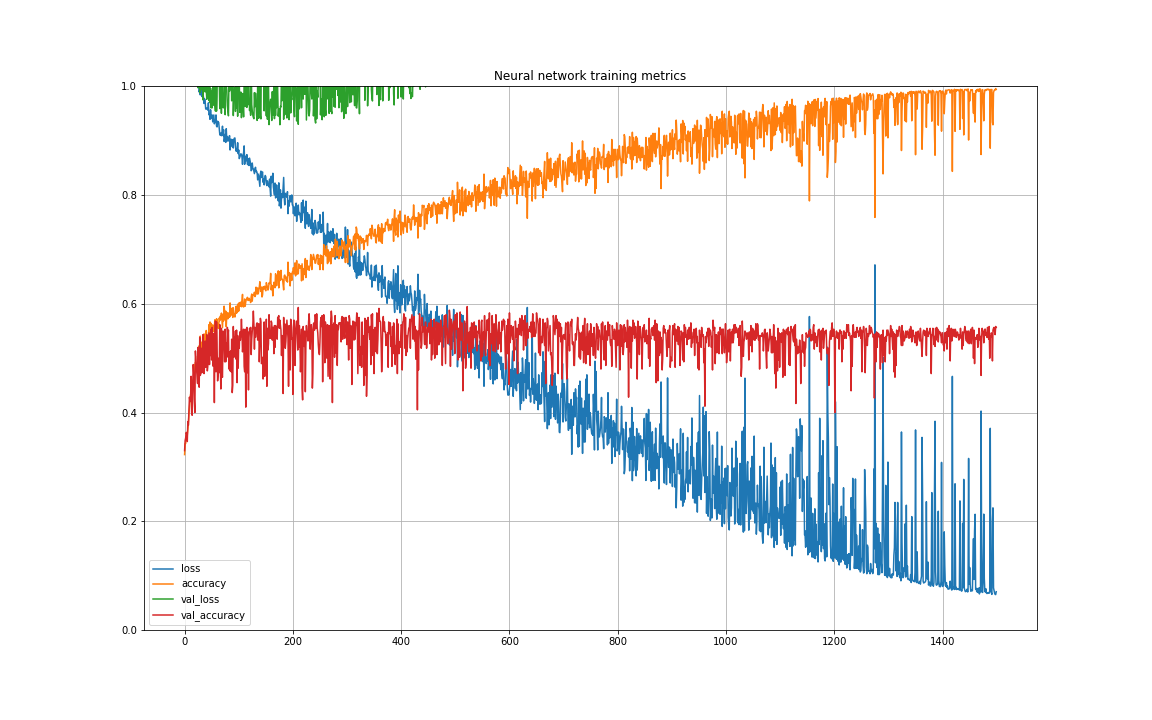 Neural network training metrics
1.0
0.8
0.6
0.4
0.2
0.0
loss
accuracy
val_loss
val_accuracy
0 200 400 600 800 1000 1200 1400